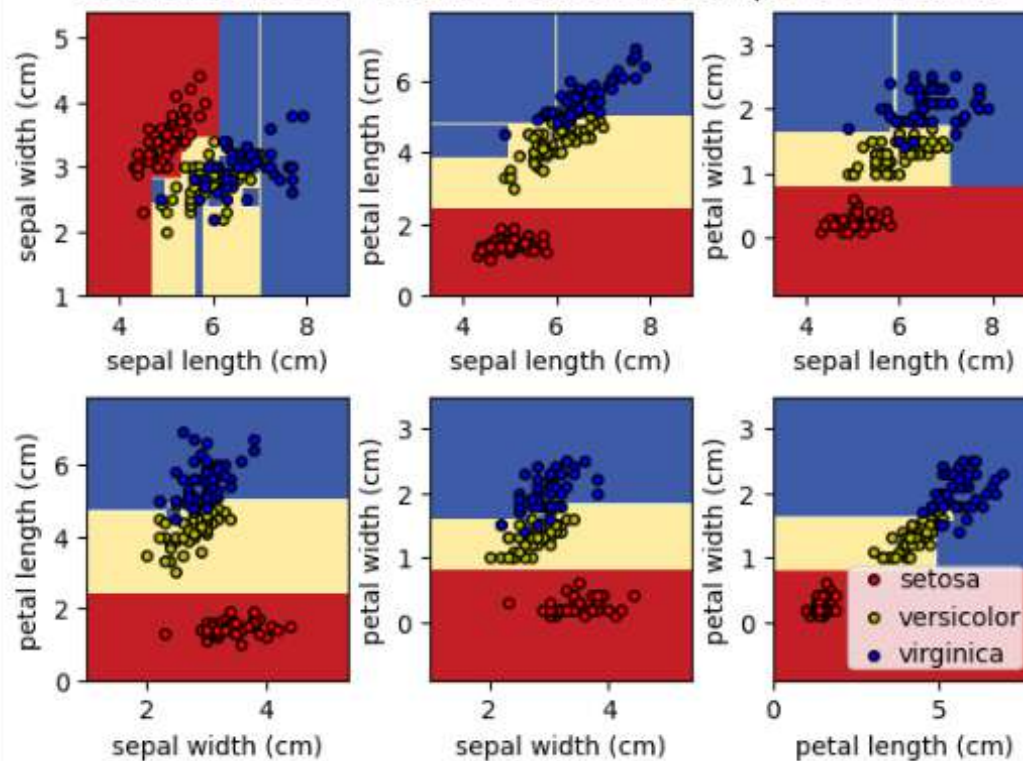 sepal width (cm)
5
4
3
2
1
4 6 8
sepal length (cm)
petal length (cm)
6
4
2
0
4 6 8
sepal length (cm)
petal width (cm)
3
2
1
0
4 6 8
sepal length (cm)
petal length (cm)
6
4
2
0
2 4
sepal width (cm)
petal width (cm)
3
2
1
0
2 4
sepal width (cm)
petal width (cm)
3
2
1
0
0 5
petal length (cm)
setosa
versicolor
virginica